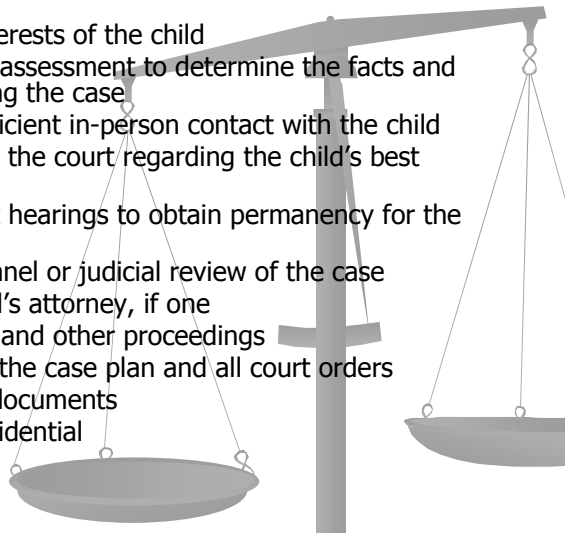 erests of the child
assessment to determine the facts and
ng the case
icient in-person contact with the child
the court regarding the child's best
hearings to obtain permanency for the
nel or judicial review of the case
d's attorney, if one
and other proceedings
the case plan and all court orders
documents
idential